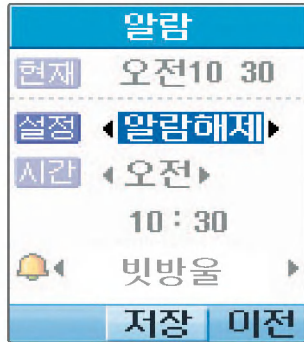 알람
현재 오전10 30
설정 알람해제
시간 오전
10:30
빗방울
저장 이전